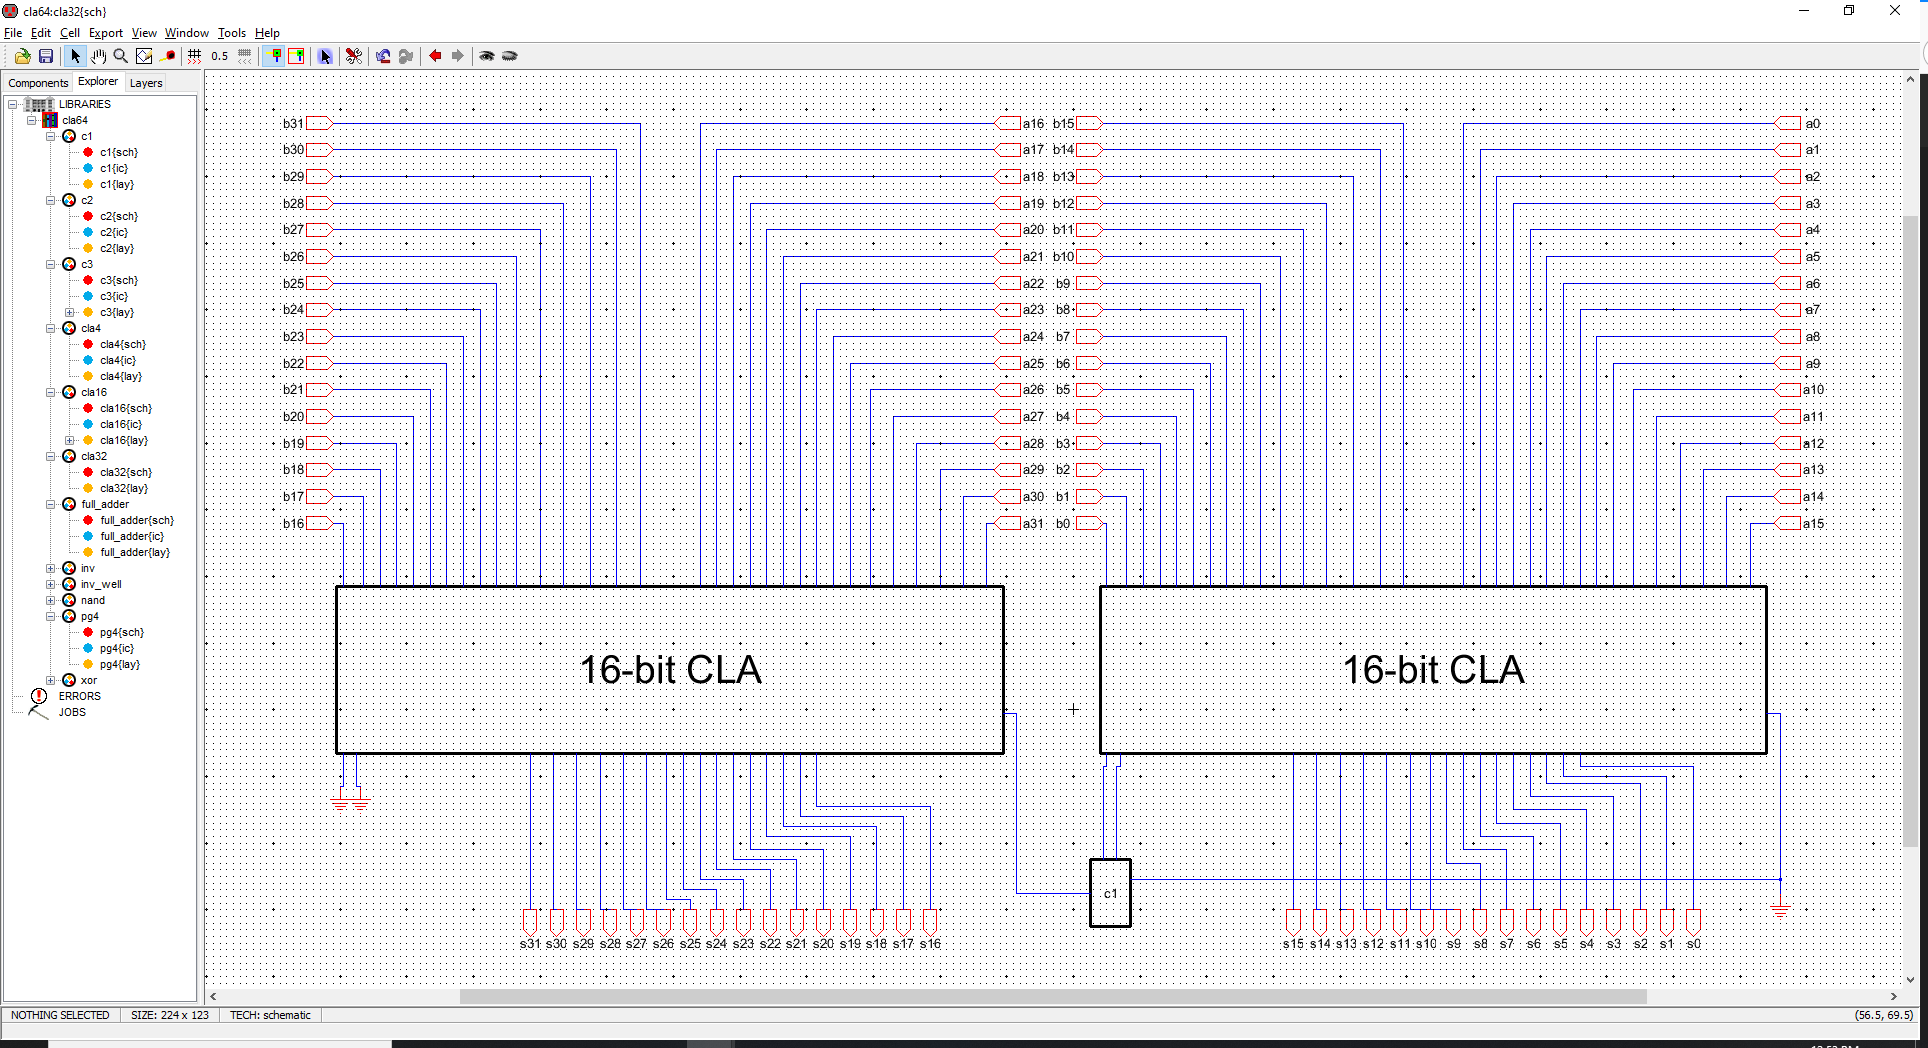 cla64:cla32{sch}
File Edit Cell Export View Window Tools Help
0.5
Components Explorer Layers
LIBRARIES
cla64
c1
c1{sch}
c1{ic}
c1{lay}
c2
c2{sch}
c2{ic}
c2{lay}
c3
c3{sch}
c3{ic}
c3{lay}
cla4
cla4{sch}
cla4{ic}
cla4{lay}
cla16
cla16{sch}
cla16{ic}
cla16{lay}
cla32
cla32{sch}
cla32{lay}
full_adder
full_adder{sch}
full_adder{ic}
full_adder{lay}
inv
inv_well
nand
pg4
pg4{sch}
pg4{ic}
pg4{lay}
xor
ERRORS
JOBS
b31 a16 b15 a0
b30 a17 b14 a1
b29 a18 b13 a2
b28 a19 b12 a3
b27 a20 b11 a4
b26 a21 b10 a5
b25 a22 b9 a6
b24 a23 b8 a7
b23 a24 b7 a8
b22 a25 b6 a9
b21 a26 b5 a10
b20 a27 b4 a11
b19 a28 b3 a12
b18 a29 b2 a13
b17 a30 b1 a14
b16 a31 b0 a15
16-bit CLA 16-bit CLA
c1
s31 s30 s29 s28 s27 s26 s25 s24 s23 s22 s21 s20 s19 s18 s17 s16 s15 s14 s13 s12 s11 s10 s9 s8 s7 s6 s5 s4 s3 s2 s1 s0
NOTHING SELECTED SIZE: 224 x 123 TECH: schematic (56.5, 69.5)